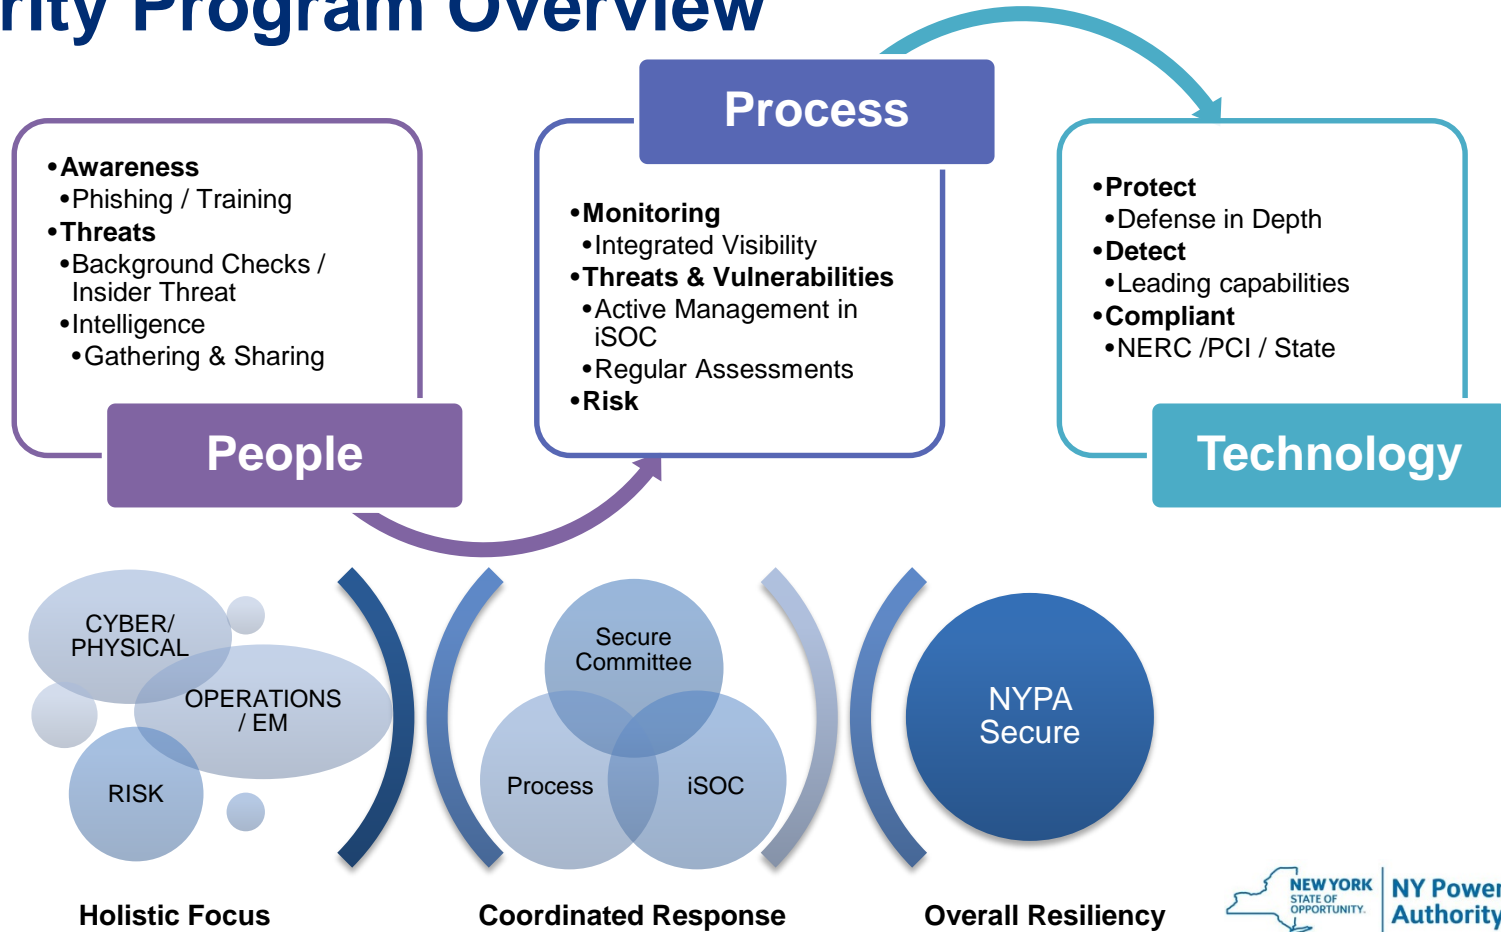 rity Program Overview
•Awareness
•Phishing / Training
•Threats
•Background Checks /
Insider Threat
•Intelligence
•Gathering & Sharing
People
Process
•Monitoring
•Integrated Visibility
•Threats & Vulnerabilities
•Active Management in
iSOC
•Regular Assessments
•Risk
•Protect
•Defense in Depth
•Detect
•Leading capabilities
•Compliant
•NERC /PCI / State
Technology
CYBER/
PHYSICAL
OPERATIONS
/ EM
RISK
Secure
Committee
Process
iSOC
NYPA
Secure
Holistic Focus
Coordinated Response
Overall Resiliency
NEW YORK
STATE OF
OPPORTUNITY.
NY Power
Authority